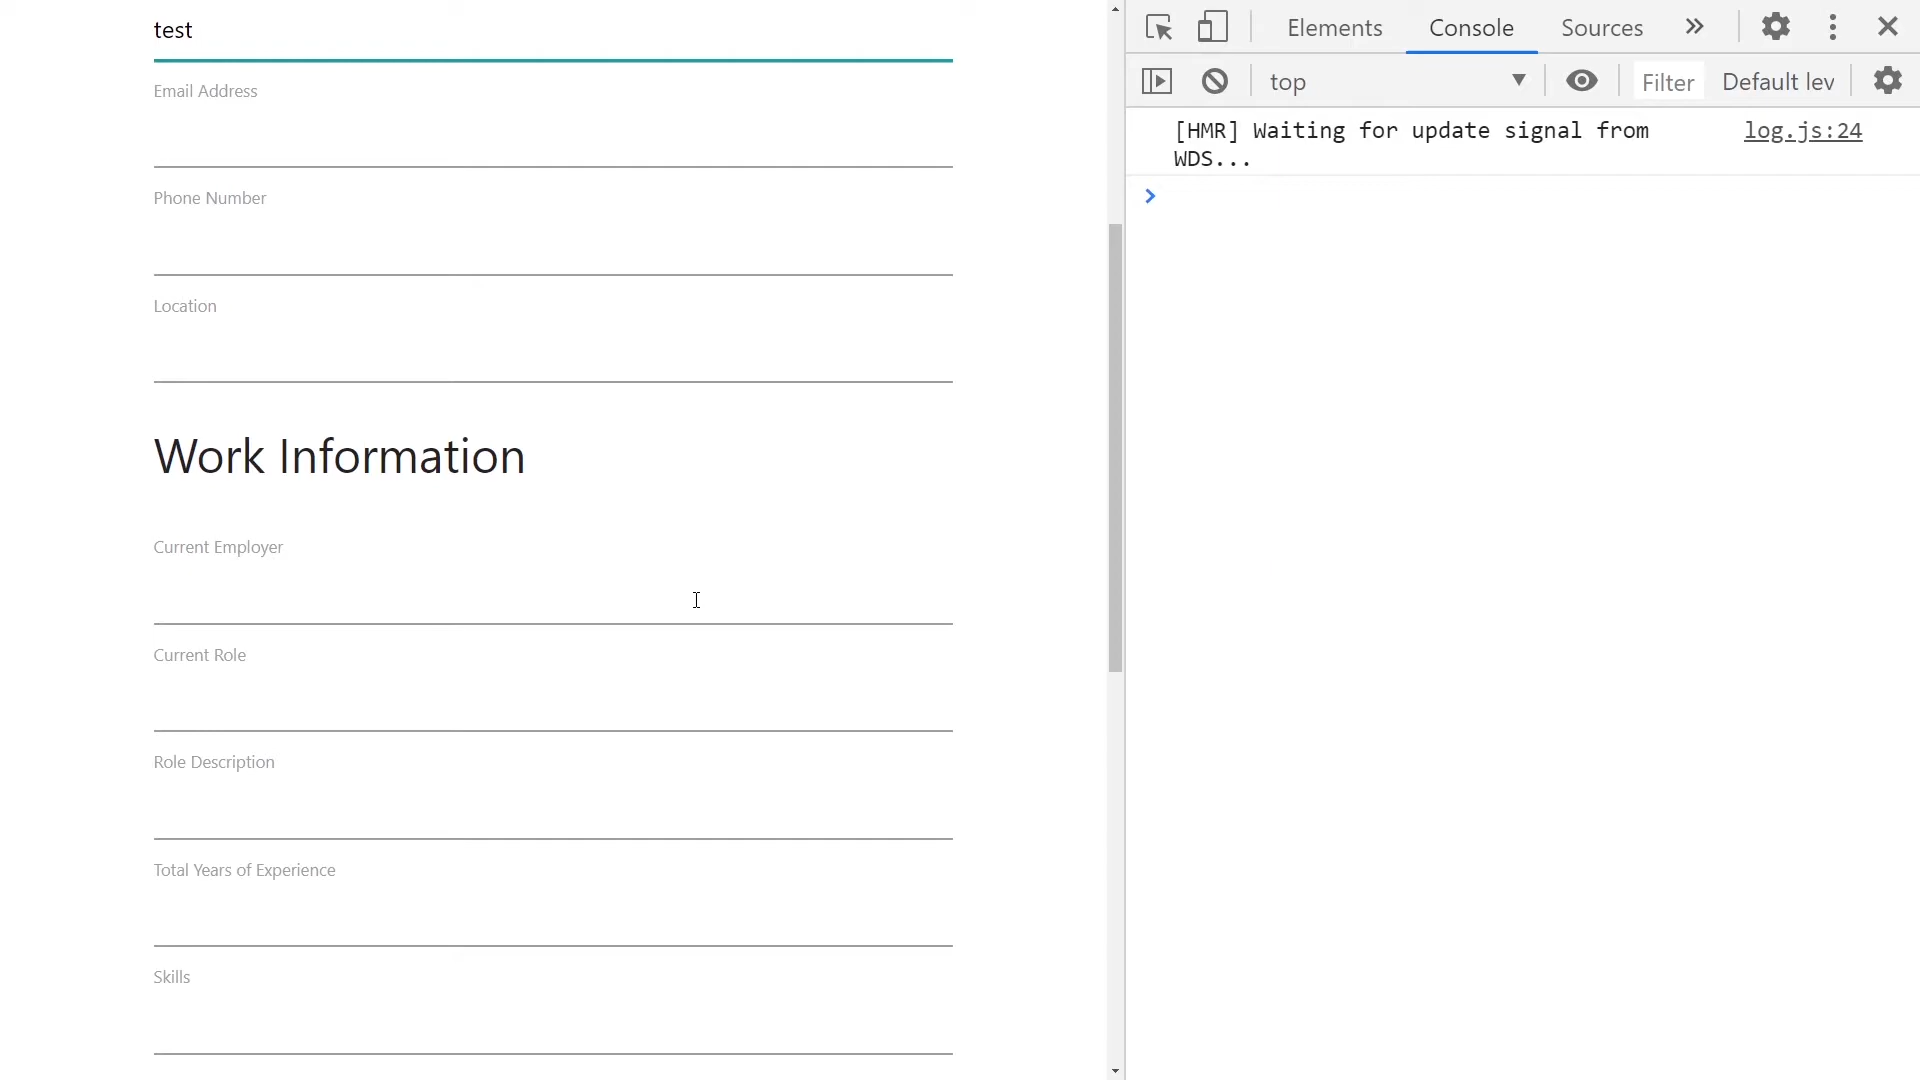 test
Email Address
Phone Number
Location
Work Information
Current Employer
Current Role
Role Description
Total Years of Experience
Skills
Elements
Console
Sources
top
Filter
Default lev
[HMR] Waiting for update signal from
WDS...
log.js:24